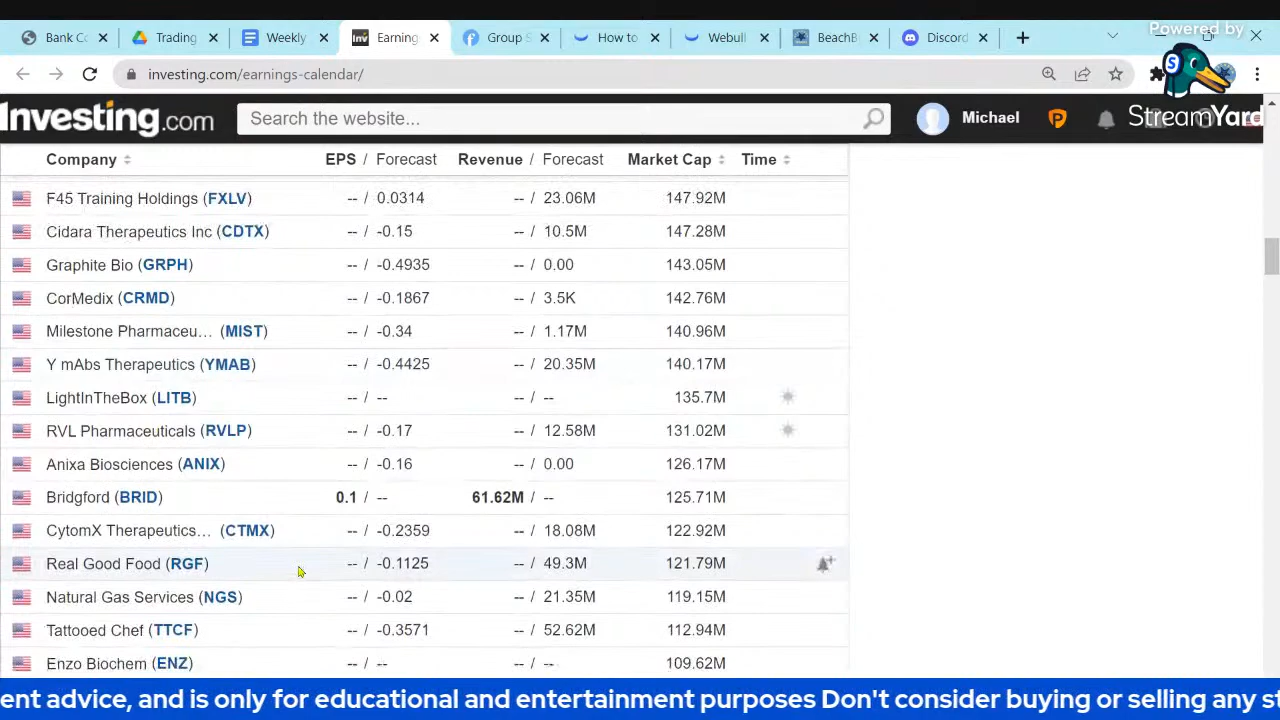 Powered by
Bank C
Trading
Weekly
Inv
Earning
Group S
How to
Webull
BeachB
Discord
investing.com/earnings-calendar/
S
Investing.com
Search the website...
Michael
P
StreamYard
Company
EPS / Forecast
Revenue / Forecast
Market Cap
Time
F45 Training Holdings (FXLV) -- / 0.0314 -- / 23.06M 147.92M
Cidara Therapeutics Inc (CDTX) -- / -0.15 -- / 10.5M 147.28M
Graphite Bio (GRPH) -- / -0.4935 -- / 0.00 143.05M
CorMedix (CRMD) -- / -0.1867 -- / 3.5K 142.76M
Milestone Pharmaceu... (MIST) -- / -0.34 -- / 1.17M 140.96M
Y mAbs Therapeutics (YMAB) -- / -0.4425 -- / 20.35M 140.17M
LightInTheBox (LITB) -- / -- -- / -- 135.7M
RVL Pharmaceuticals (RVLP) -- / -0.17 -- / 12.58M 131.02M
Anixa Biosciences (ANIX) -- / -0.16 -- / 0.00 126.17M
Bridgford (BRID) 0.1 / -- 61.62M / -- 125.71M
CytomX Therapeutics... (CTMX) -- / -0.2359 -- / 18.08M 122.92M
Real Good Food (RGF) -- / -0.1125 -- / 49.3M 121.79M
Natural Gas Services (NGS) -- / -0.02 -- / 21.35M 119.15M
Tattooed Chef (TTCF) -- / -0.3571 -- / 52.62M 112.94M
Enzo Biochem (ENZ) -- / -- -- / -- 109.62M
ent advice, and is only for educational and entertainment purposes Don't consider buying or selling any st